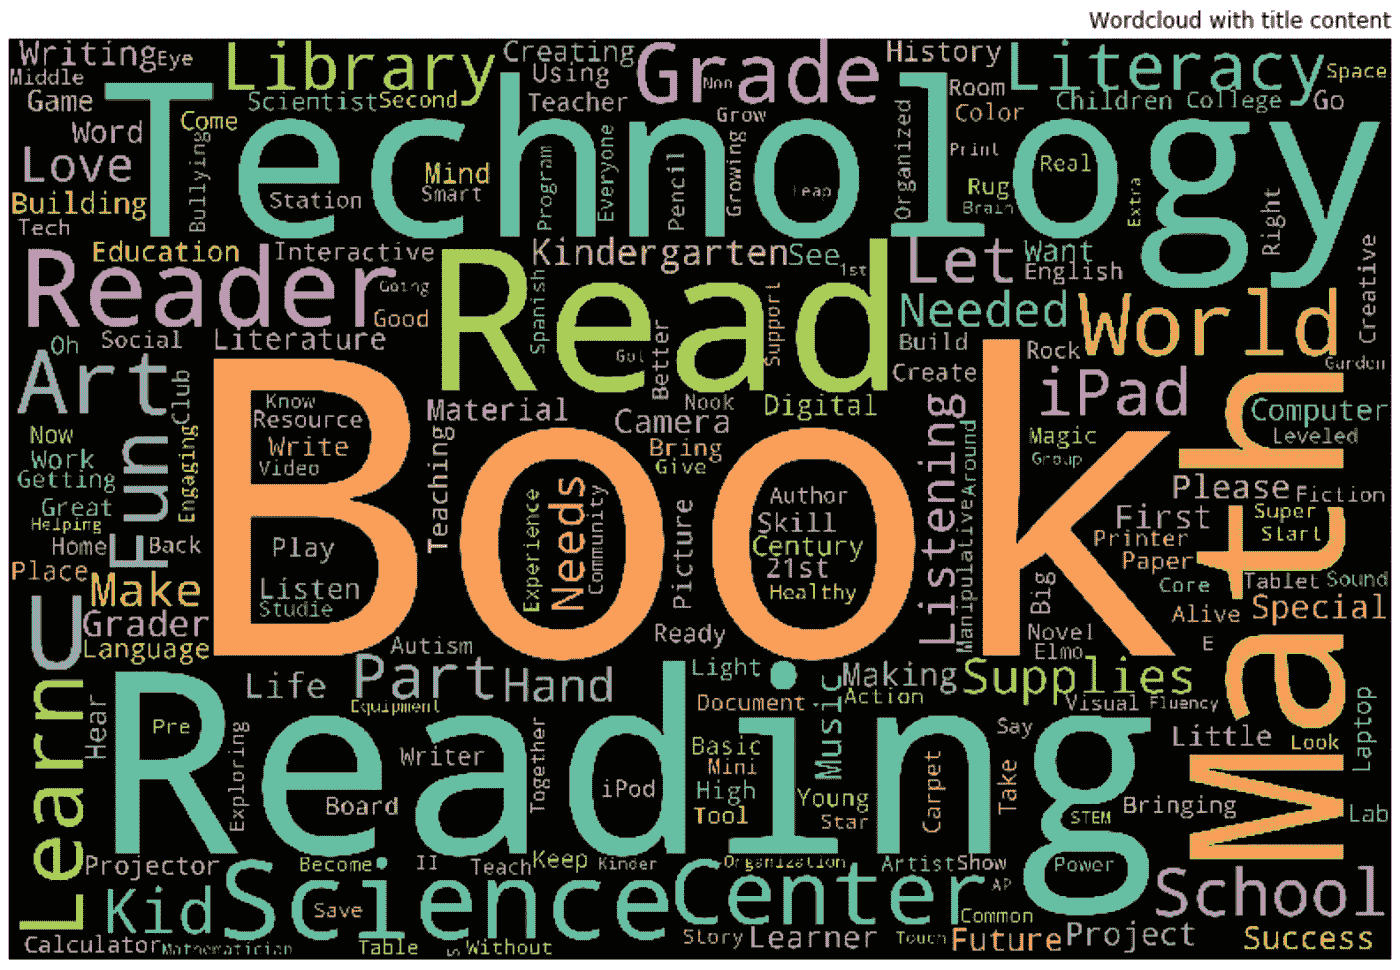 Wordcloud with title content
Writing
Eye
Library
Creating
Grade
History
Literacy
Space
Middle
Using
Non
Room
Game
Scientist
Second
Teacher
Grow
Color
Children
College
Go
Technology
Word
Come
Bullying
Love
Mind
Smart
Program
Everyone
Pencil
Growing
Leap
Organized
Print
Real
Rug
Brain
Extra
Right
Building
Station
Tech
Education
Interactive
Kindergarten
See
1st
Let
Want
English
Creative
Reader
Going
Good
Read
Spanish
Got
Better
Support
Needed
World
Oh
Social
Literature
Build
Rock
Garden
Art
Club
Create
iPad
Know
Resource
Material
Nook
Digital
Computer
Camera
Now
Write
Bring
Magic
Leveled
Work
Video
Give
Group
Getting
Fun
Engaging
Book
Teaching
Listening
Around
Math
Great
Author
Please
Fiction
Helping
Experience
Needs
Community
Picture
Skill
First
Super
Start
Home
Back
Play
Century
Manipulative
Printer
Place
21st
Paper
Make
Listen
Healthy
Big
Core
Tablet
Sound
Studie
Alive
Special
U
Grader
Ready
Novel
Language
Autism
Elmo
E
Life
Part
Hand
Light
Making
Supplies
Learn
Equipment
Document
Action
Visual
Fluency
Hear
Pre
Reading
Music
Say
Little
Look
Laptop
Exploring
Writer
Together
Basic
Mini
Carpet
Take
iPod
High
Young
Board
Tool
Star
STEM
Bringing
Lab
Projector
Become
II
Teach
Keep
Kinder
Organization
Artist
Show
Power
Kid
Science
Center
AP
School
Save
Common
Calculator
Mathematician
Table
S
Without
Story
Learner
Touch
Future
Project
Success